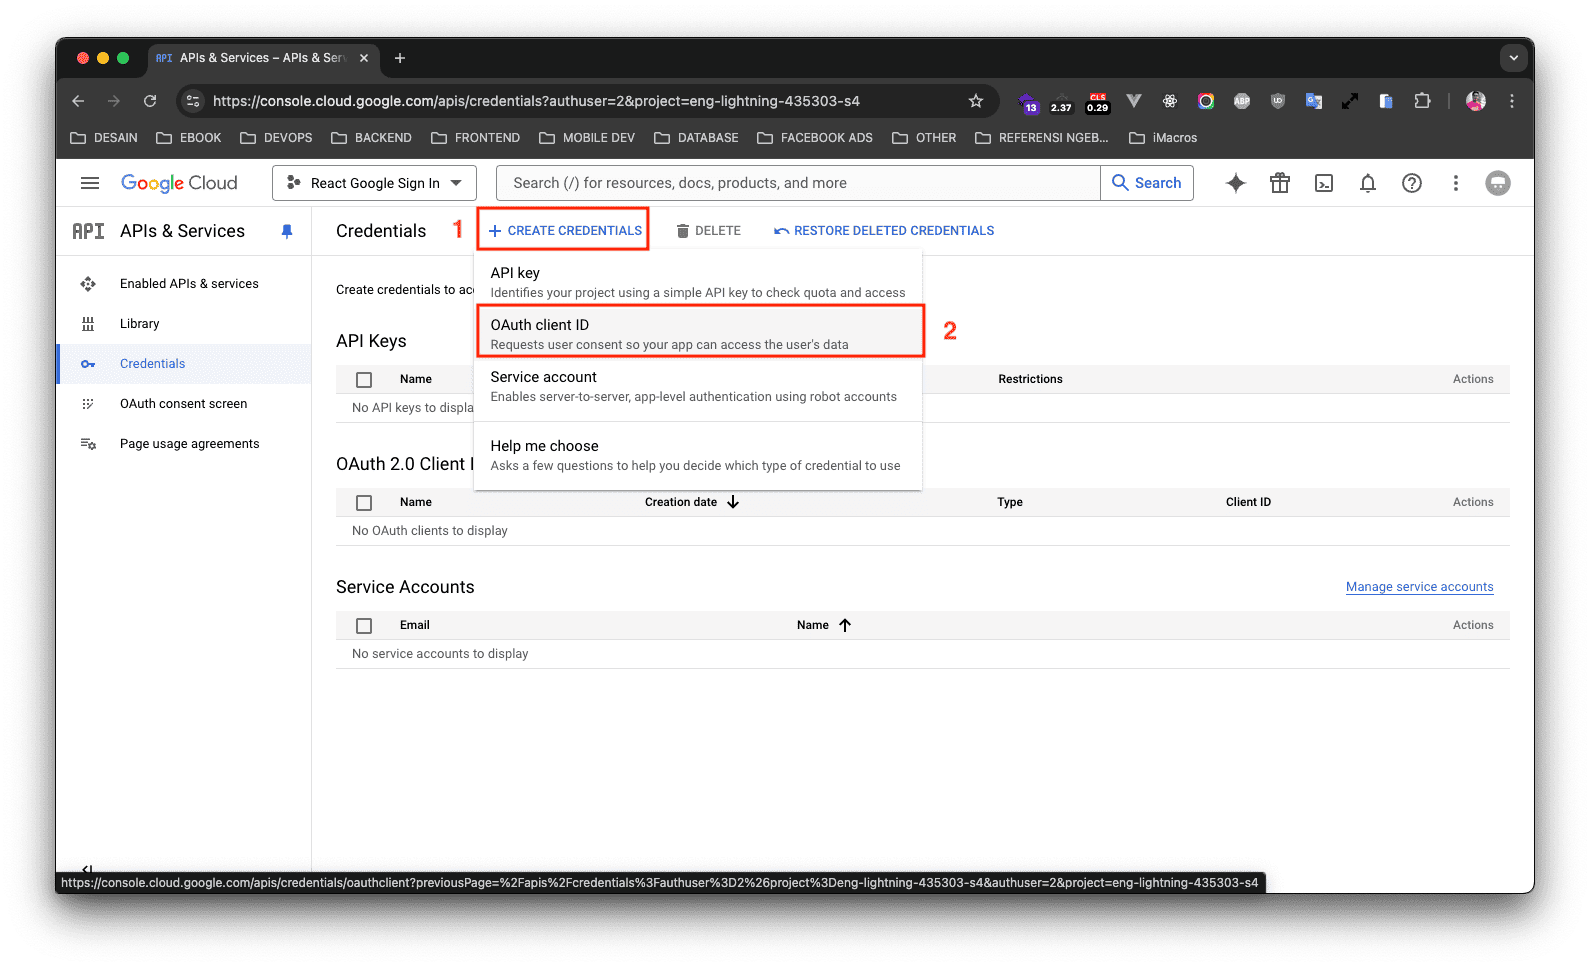 API APIs & Services – APIs & Serv
https://console.cloud.google.com/apis/credentials?authuser=2&project=eng-lightning-435303-s4
13 2.37 CLS 0.29 ABP
DESAIN EBOOK DEVOPS BACKEND FRONTEND MOBILE DEV DATABASE FACEBOOK ADS OTHER REFERENSI NGEB... iMacros
Google Cloud React Google Sign In Search (/) for resources, docs, products, and more Search
API APIs & Services Credentials 1 + CREATE CREDENTIALS DELETE RESTORE DELETED CREDENTIALS
Enabled APIs & services
Library
Credentials
OAuth consent screen
Page usage agreements
Create credentials to acc
API key
Identifies your project using a simple API key to check quota and access
OAuth client ID
Requests user consent so your app can access the user's data
2
Service account
Enables server-to-server, app-level authentication using robot accounts
Help me choose
Asks a few questions to help you decide which type of credential to use
API Keys
Name Restrictions Actions
No API keys to displa
OAuth 2.0 Client I
Name Creation date Type Client ID Actions
No OAuth clients to display
Service Accounts Manage service accounts
Email Name Actions
No service accounts to display
https://console.cloud.google.com/apis/credentials/oauthclient?previousPage=%2Fapis%2Fcredentials%3Fauthuser%3D2%26project%3Deng-lightning-435303-s4&authuser=2&project=eng-lightning-435303-s4